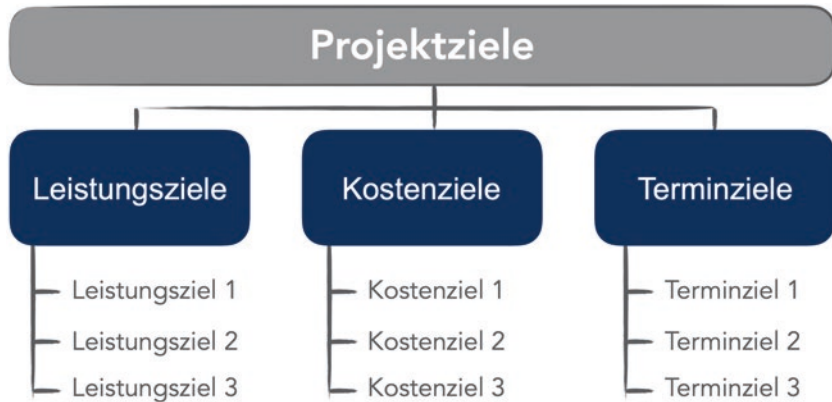 Projektziele
Leistungsziele
Kostenziele
Terminziele
Leistungsziel 1
Leistungsziel 2
Leistungsziel 3
Kostenziel 1
Kostenziel 2
Kostenziel 3
Terminziel 1
Terminziel 2
Terminziel 3